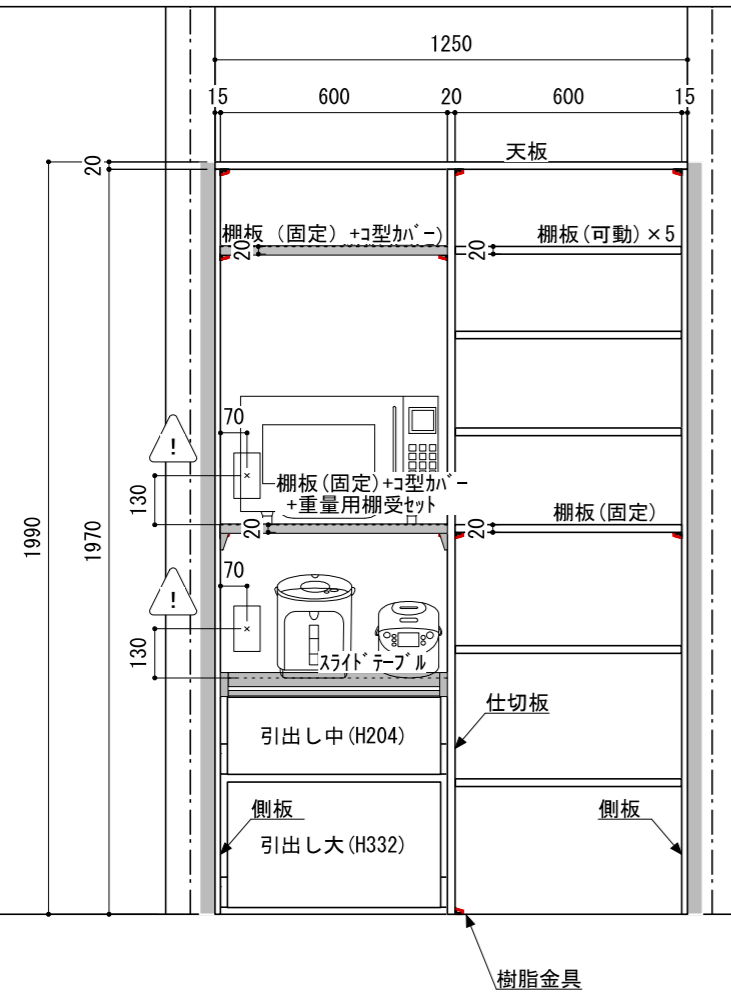 1250
15
600
20
600
15
天板
20
棚板（固定）+コ型ｶﾊﾞｰ)
20
棚板(可動)×5
20
70
!
130
棚板(固定)+コ型ｶﾊﾞｰ
+重量用棚受ｾｯﾄ
20
棚板(固定)
20
1990
1970
70
!
130
ｽﾗｲﾄﾞﾃｰﾌﾞﾙ
仕切板
引出し中(H204)
側板
側板
引出し大(H332)
樹脂金具